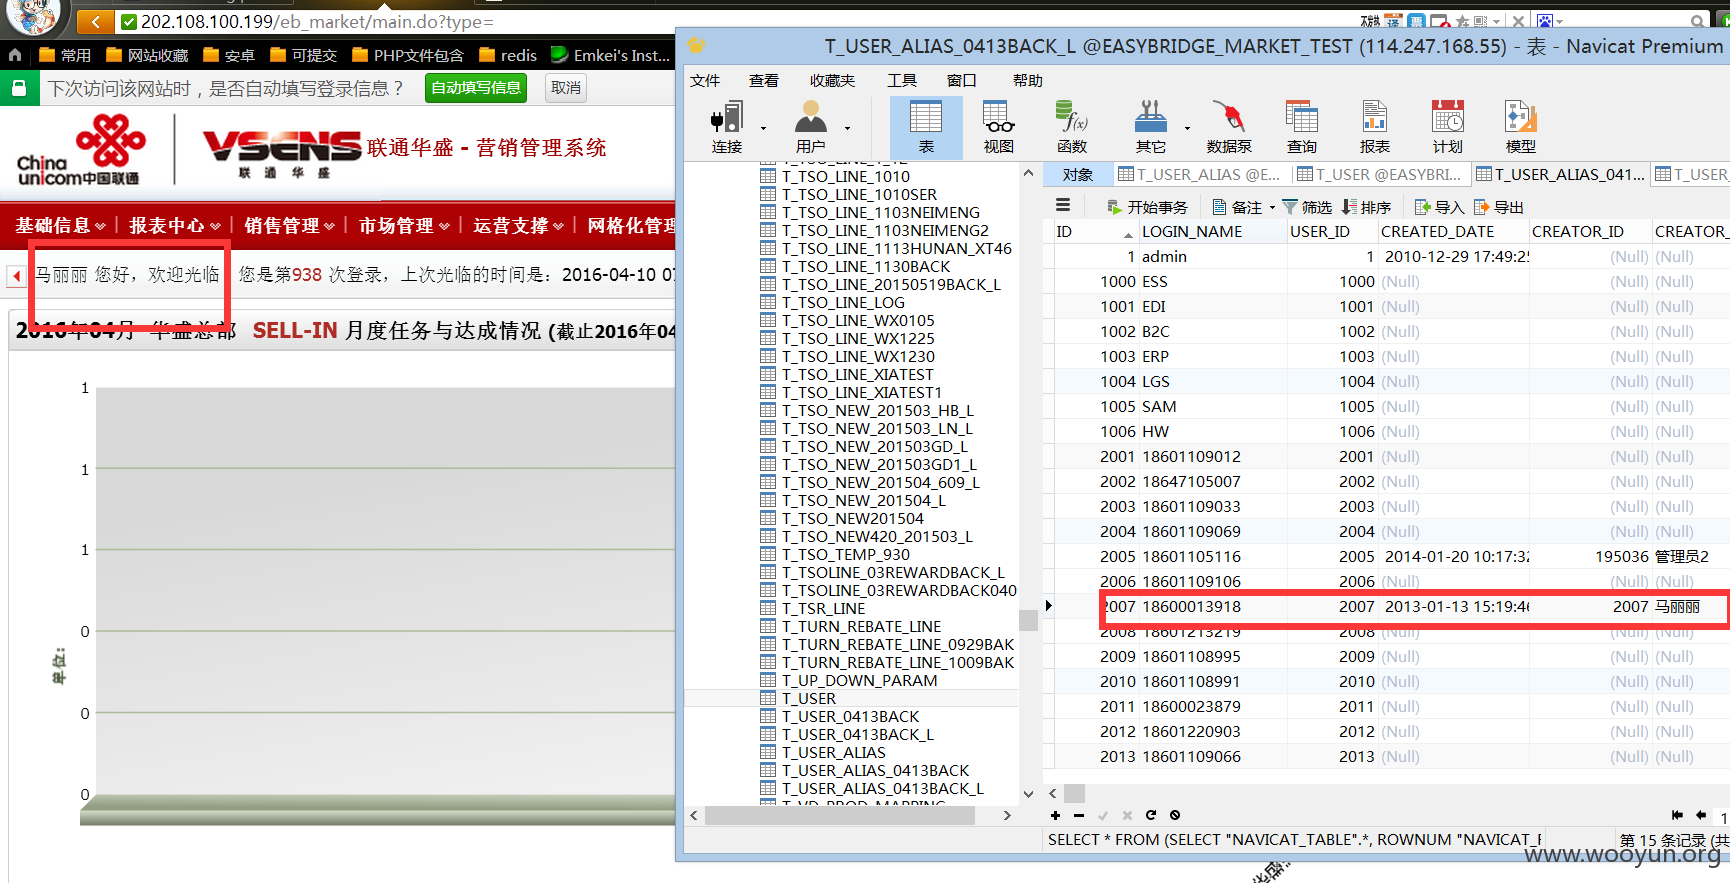 202.108.100.199/eb_market/main.do?type=
常用 网站收藏 安卓 可提交 PHP文件包含 redis Emkei's Inst...
下次访问该网站时，是否自动填写登录信息？ 自动填写信息 取消
China unicom中国联通
VSENS 联通华盛 联通华盛 - 营销管理系统
基础信息 报表中心 销售管理 市场管理 运营支撑 网格化管理
马丽丽 您好，欢迎光临 您是第938 次登录，上次光临的时间是：2016-04-10 07
2016年04月 华盛总部 SELL-IN 月度任务与达成情况 (截止2016年04
1
1
1
0
0
0
单位:
T_USER_ALIAS_0413BACK_L @EASYBRIDGE_MARKET_TEST (114.247.168.55) - 表 - Navicat Premium
文件 查看 收藏夹 工具 窗口 帮助
连接 用户 表 视图 函数 其它 数据泵 查询 报表 计划 模型
T_TSO_LINE_1010
T_TSO_LINE_1010SER
T_TSO_LINE_1103NEIMENG
T_TSO_LINE_1103NEIMENG2
T_TSO_LINE_1113HUNAN_XT46
T_TSO_LINE_1130BACK
T_TSO_LINE_20150519BACK_L
T_TSO_LINE_LOG
T_TSO_LINE_WX0105
T_TSO_LINE_WX1225
T_TSO_LINE_WX1230
T_TSO_LINE_XIATEST
T_TSO_LINE_XIATEST1
T_TSO_NEW_201503_HB_L
T_TSO_NEW_201503_LN_L
T_TSO_NEW_201503GD_L
T_TSO_NEW_201503GD1_L
T_TSO_NEW_201504_609_L
T_TSO_NEW_201504_L
T_TSO_NEW201504
T_TSO_NEW420_201503_L
T_TSO_TEMP_930
T_TSOLINE_03REWARDBACK_L
T_TSOLINE_03REWARDBACK040
T_TSR_LINE
T_TURN_REBATE_LINE
T_TURN_REBATE_LINE_0929BAK
T_TURN_REBATE_LINE_1009BAK
T_UP_DOWN_PARAM
T_USER
T_USER_0413BACK
T_USER_0413BACK_L
T_USER_ALIAS
T_USER_ALIAS_0413BACK
T_USER_ALIAS_0413BACK_L
T_VD_PROD_MAPPING
对象 T_USER_ALIAS @E... T_USER @EASYBRI... T_USER_ALIAS_041... T_USER
开始事务 备注 筛选 排序 导入 导出
ID LOGIN_NAME USER_ID CREATED_DATE CREATOR_ID CREATOR_
1 admin 1 2010-12-29 17:49:25 (Null) (Null)
1000 ESS 1000 (Null) (Null) (Null)
1001 EDI 1001 (Null) (Null) (Null)
1002 B2C 1002 (Null) (Null) (Null)
1003 ERP 1003 (Null) (Null) (Null)
1004 LGS 1004 (Null) (Null) (Null)
1005 SAM 1005 (Null) (Null) (Null)
1006 HW 1006 (Null) (Null) (Null)
2001 18601109012 2001 (Null) (Null) (Null)
2002 18647105007 2002 (Null) (Null) (Null)
2003 18601109033 2003 (Null) (Null) (Null)
2004 18601109069 2004 (Null) (Null) (Null)
2005 18601105116 2005 2014-01-20 10:17:32 195036 管理员2
2006 18601109106 2006 (Null) (Null) (Null)
2007 18600013918 2007 2013-01-13 15:19:46 2007 马丽丽
2008 18601213219 2008 (Null) (Null) (Null)
2009 18601108995 2009 (Null) (Null) (Null)
2010 18601108991 2010 (Null) (Null) (Null)
2011 18600023879 2011 (Null) (Null) (Null)
2012 18601220903 2012 (Null) (Null) (Null)
2013 18601109066 2013 (Null) (Null) (Null)
1
SELECT * FROM (SELECT "NAVICAT_TABLE".*, ROWNUM "NAVICAT_F 第 15 条记录 (共
www.wooyun.org